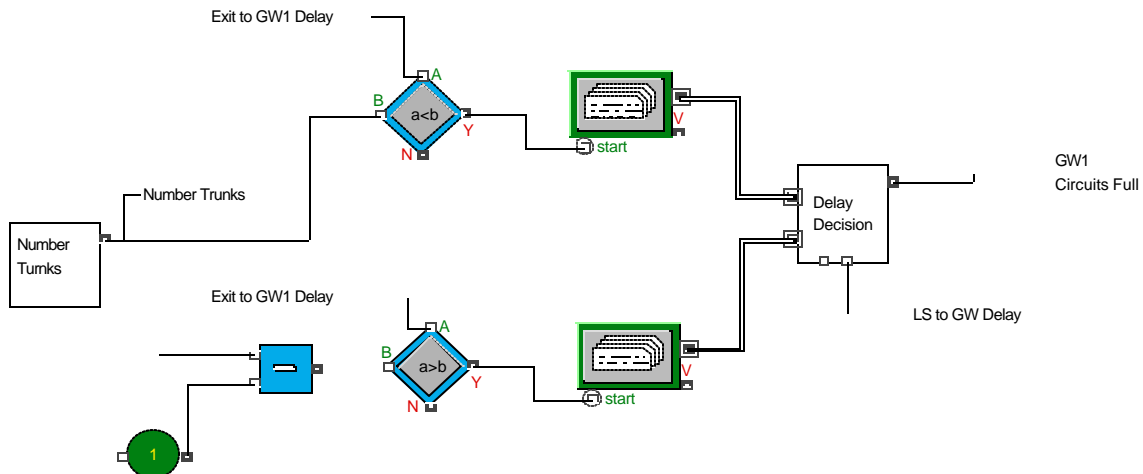 Exit to GW1 Delay
A
B
a<b
Y
N
V
start
GW1
Circuits Full
Number Trunks
Delay
Decision
Number
Turnks
Exit to GW1 Delay
LS to GW Delay
A
B
a>b
Y
N
V
start
1